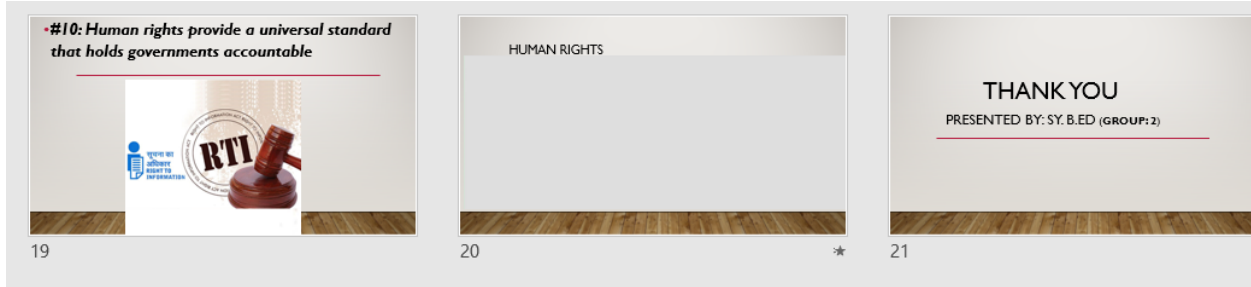 •#10: Human rights provide a universal standard
that holds governments accountable
RTI
सूचना का
अधिकार
RIGHT TO
INFORMATION
19
HUMAN RIGHTS
20
THANK YOU
PRESENTED BY: SY. B.ED (GROUP: 2)
21